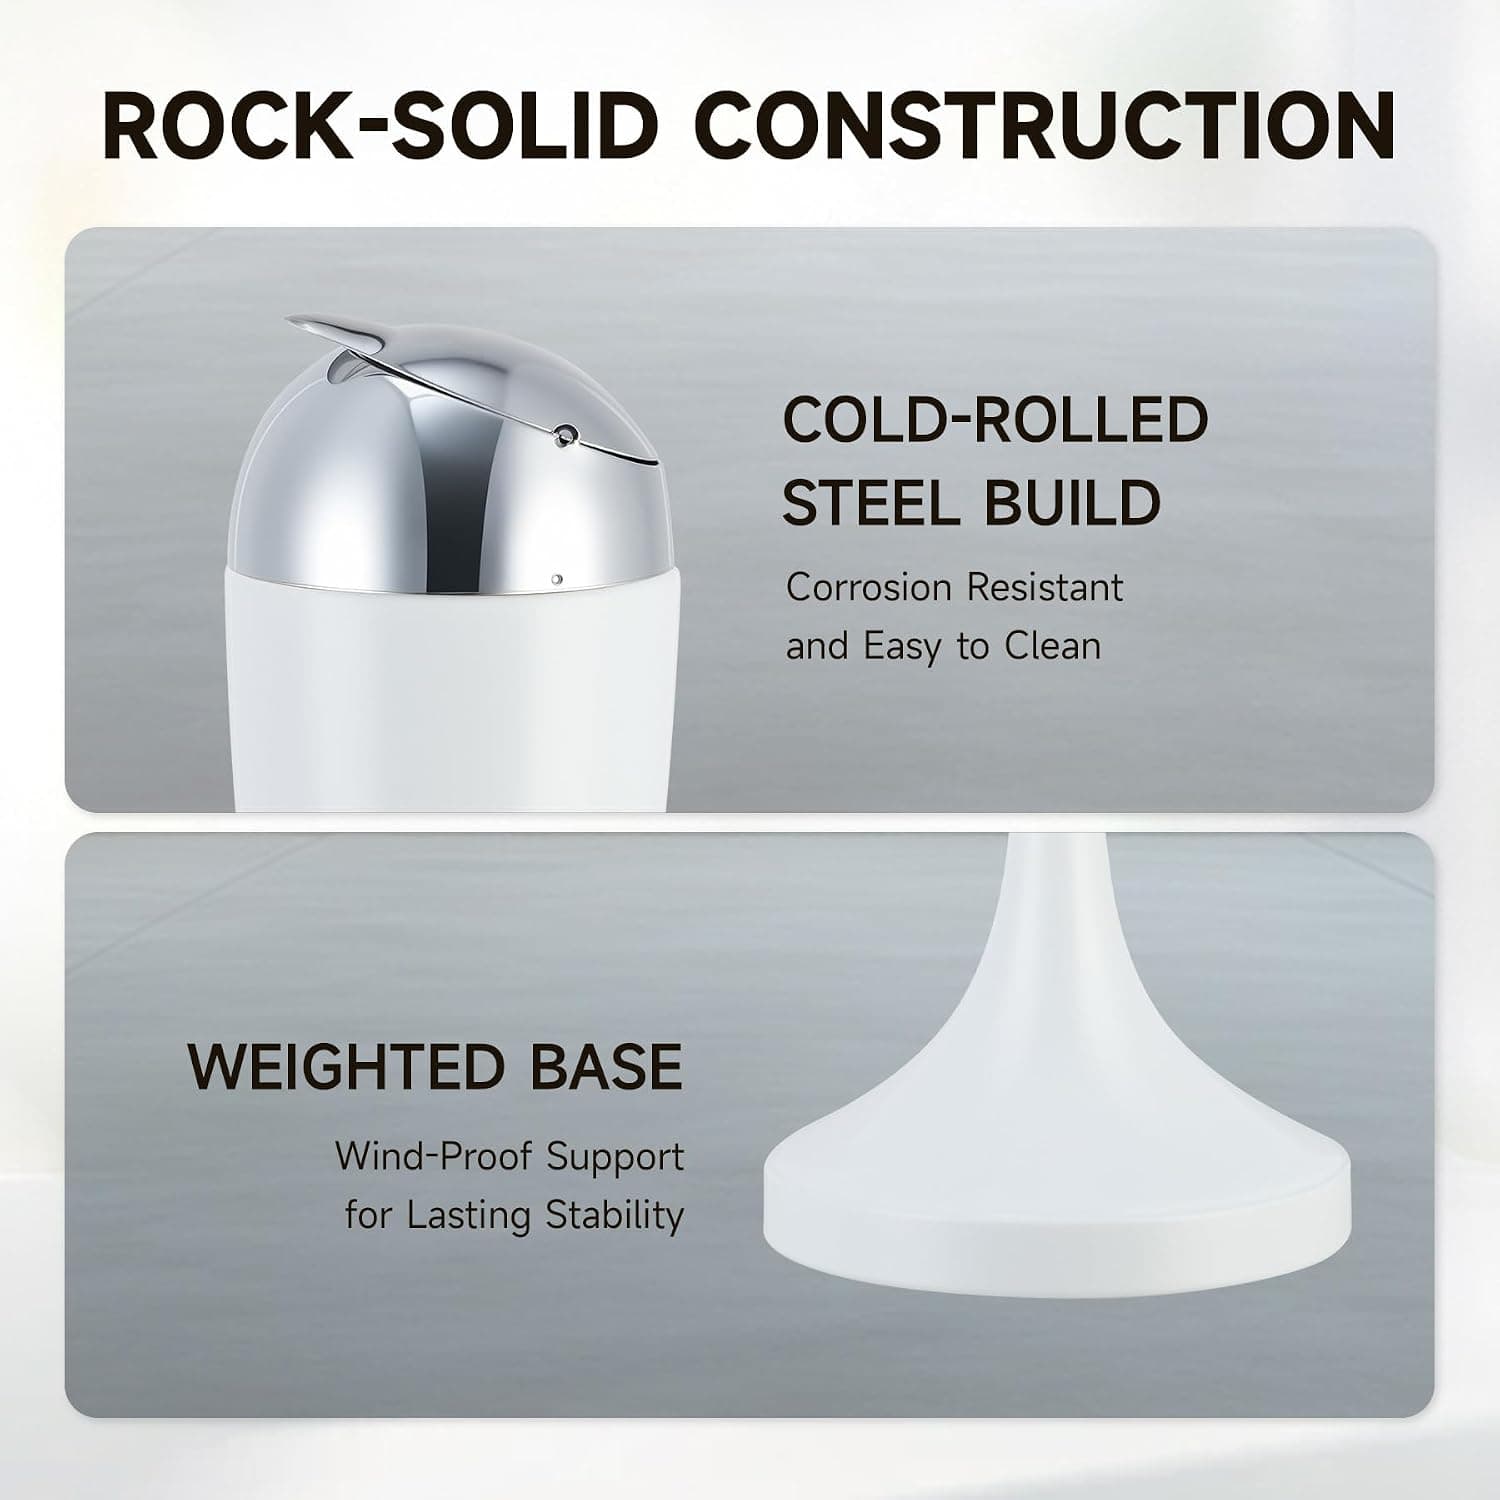 ROCK-SOLID CONSTRUCTION
COLD-ROLLED
STEEL BUILD
Corrosion Resistant
and Easy to Clean
WEIGHTED BASE
Wind-Proof Support
for Lasting Stability